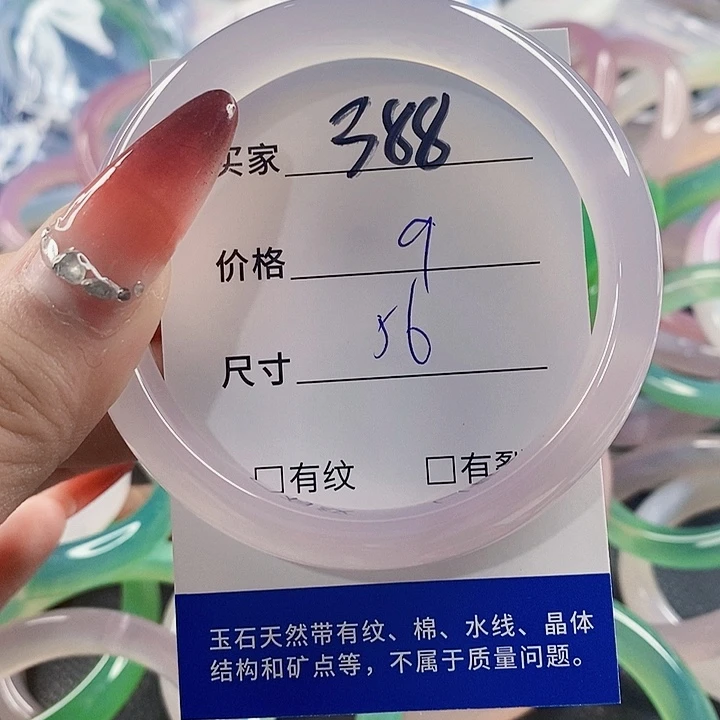 买家 388
价格 9
尺寸 56
□有纹 □有裂
玉石天然带有纹、棉、水线、晶体
结构和矿点等，不属于质量问题。